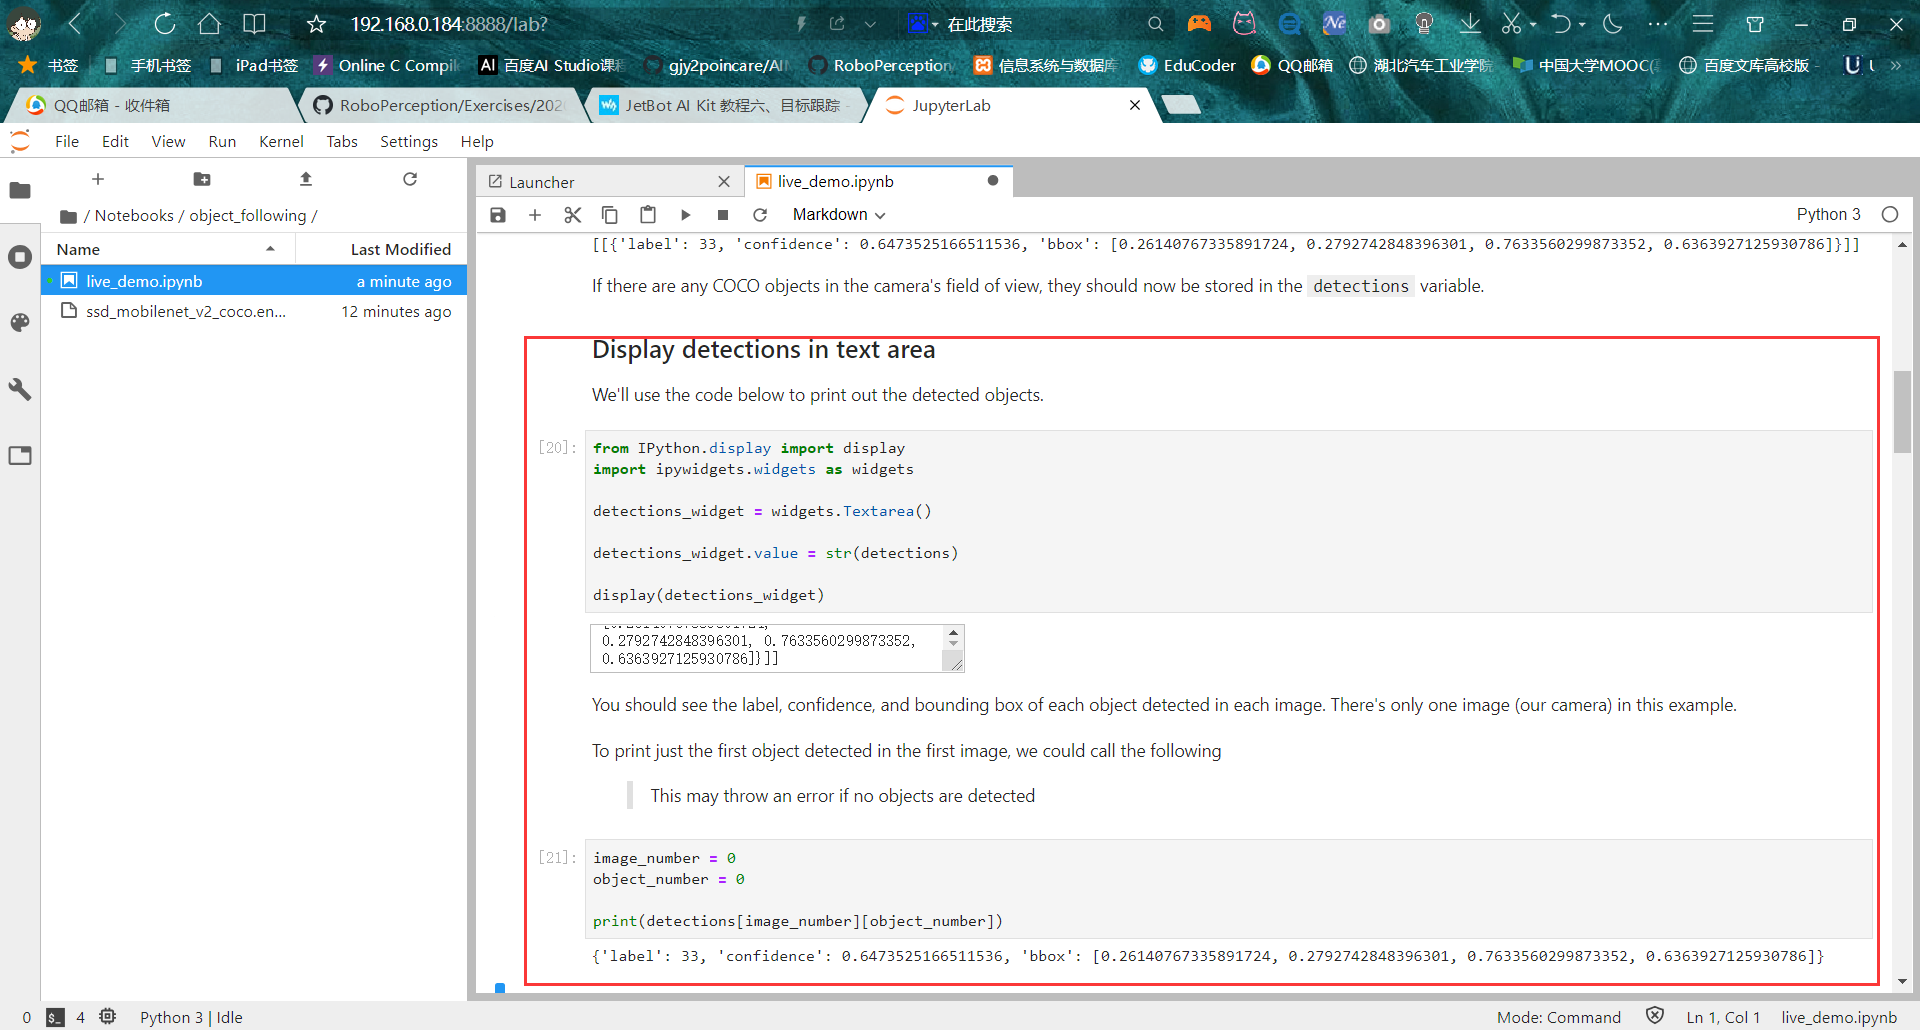 192.168.0.184:8888/lab?
在此搜索
书签 手机书签 iPad书签 Online C Compil 百度AI Studio课程 gjy2poincare/AII RoboPerception 信息系统与数据库 EduCoder QQ邮箱 湖北汽车工业学院 中国大学MOOC( 百度文库高校版 U »
QQ邮箱 - 收件箱
RoboPerception/Exercises/202
JetBot AI Kit 教程六、目标跟踪 -
JupyterLab
File Edit View Run Kernel Tabs Settings Help
Launcher
live_demo.ipynb
Markdown
Python 3
/ Notebooks / object_following /
Name Last Modified
live_demo.ipynb a minute ago
ssd_mobilenet_v2_coco.en... 12 minutes ago
[[{'label': 33, 'confidence': 0.6473525166511536, 'bbox': [0.26140767335891724, 0.2792742848396301, 0.7633560299873352, 0.6363927125930786]}]]
If there are any COCO objects in the camera's field of view, they should now be stored in the detections variable.
Display detections in text area
We'll use the code below to print out the detected objects.
[20]:
from IPython.display import display
import ipywidgets.widgets as widgets
detections_widget = widgets.Textarea()
detections_widget.value = str(detections)
display(detections_widget)
0.2792742848396301, 0.7633560299873352,
0.6363927125930786]}]]
You should see the label, confidence, and bounding box of each object detected in each image. There's only one image (our camera) in this example.
To print just the first object detected in the first image, we could call the following
This may throw an error if no objects are detected
[21]:
image_number = 0
object_number = 0
print(detections[image_number][object_number])
{'label': 33, 'confidence': 0.6473525166511536, 'bbox': [0.26140767335891724, 0.2792742848396301, 0.7633560299873352, 0.6363927125930786]}
0 4 Python 3 | Idle
Mode: Command Ln 1, Col 1 live_demo.ipynb